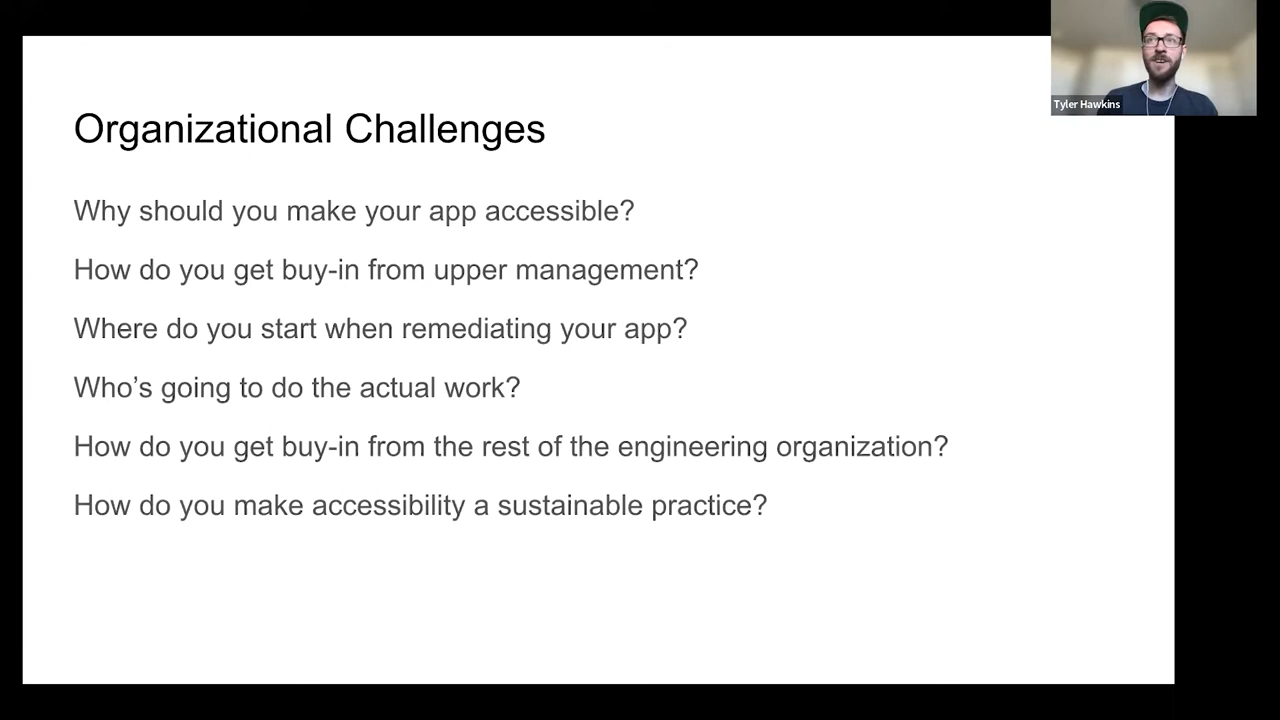 Organizational Challenges
Why should you make your app accessible?
How do you get buy-in from upper management?
Where do you start when remediating your app?
Who’s going to do the actual work?
How do you get buy-in from the rest of the engineering organization?
How do you make accessibility a sustainable practice?
Tyler Hawkins